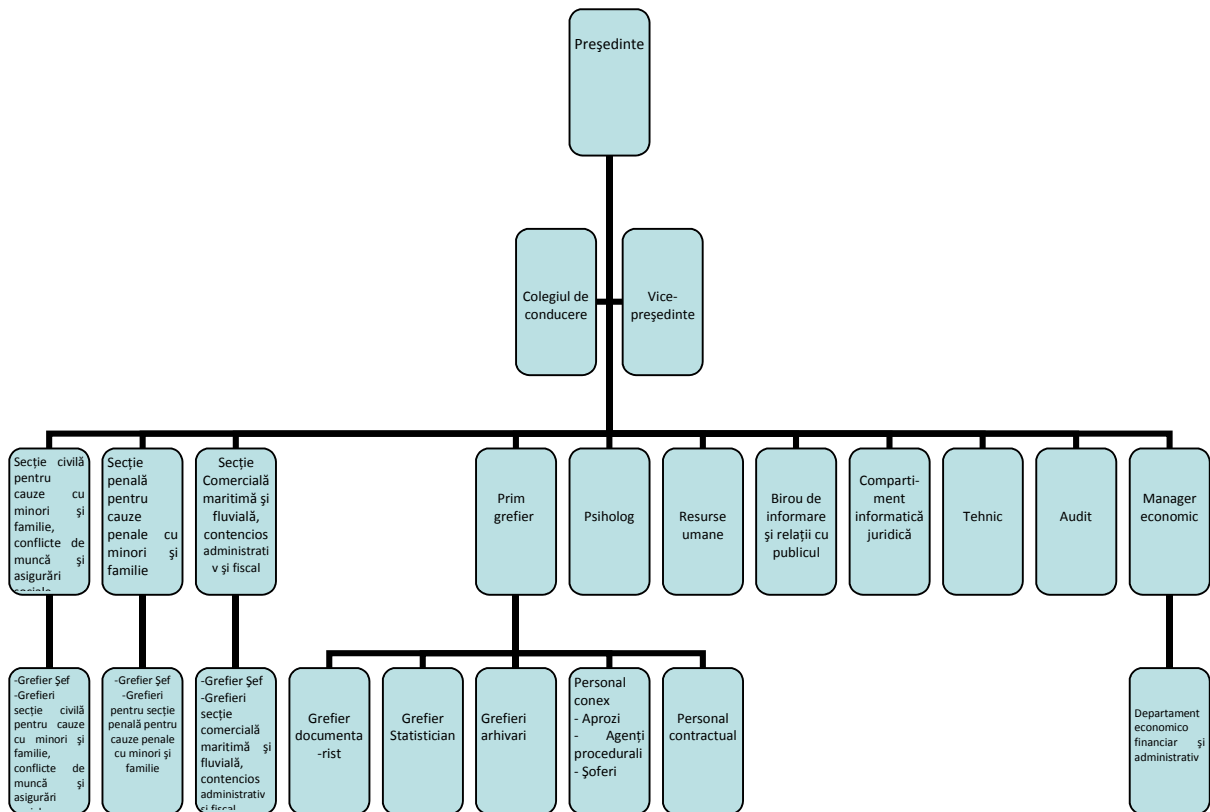 Preşedinte
Colegiul de
conducere
Vice-
preşedinte
Secţie civilă
pentru
cauze cu
minori şi
familie,
conflicte de
muncă şi
asigurări
Secţie
penală
pentru
cauze
penale cu
minori şi
familie
Secţie
Comercială
maritimă şi
fluvială,
contencios
administrati
v şi fiscal
Prim
grefier
Psiholog
Resurse
umane
Birou de
informare
şi relaţii cu
publicul
Comparti-
ment
informatică
juridică
Tehnic
Audit
Manager
economic
-Grefier Şef
-Grefieri
secţie civilă
pentru cauze
cu minori şi
familie,
conflicte de
muncă şi
asigurări
-Grefier Şef
-Grefieri
pentru secţie
penală pentru
cauze penale
cu minori şi
familie
-Grefier Şef
-Grefieri
secţie
comercială
maritimă şi
fluvială,
contencios
administrativ
şi fiscal
Grefier
documenta
-rist
Grefier
Statistician
Grefieri
arhivari
Personal
conex
- Aprozi
- Agenţi
procedurali
- Şoferi
Personal
contractual
Departament
economico
financiar şi
administrativ